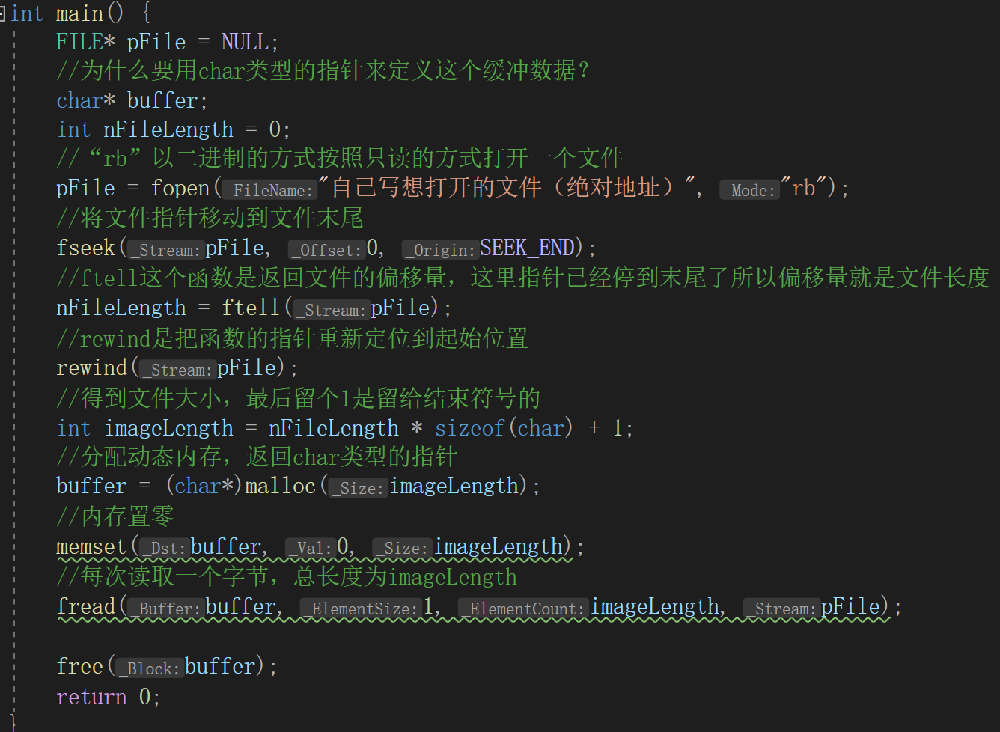 int main() {
FILE* pFile = NULL;
//为什么要用char类型的指针来定义这个缓冲数据？
char* buffer;
int nFileLength = 0;
//“rb”以二进制的方式按照只读的方式打开一个文件
pFile = fopen(_FileName:"自己写想打开的文件（绝对地址）", _Mode:"rb");
//将文件指针移动到文件末尾
fseek(_Stream:pFile, _Offset:0, _Origin:SEEK_END);
//ftell这个函数是返回文件的偏移量，这里指针已经停到末尾了所以偏移量就是文件长度
nFileLength = ftell(_Stream:pFile);
//rewind是把函数的指针重新定位到起始位置
rewind(_Stream:pFile);
//得到文件大小，最后留个1是留给结束符号的
int imageLength = nFileLength * sizeof(char) + 1;
//分配动态内存，返回char类型的指针
buffer = (char*)malloc(_Size:imageLength);
//内存置零
memset(_Dst:buffer, _Val:0, _Size:imageLength);
//每次读取一个字节，总长度为imageLength
fread(_Buffer:buffer, _ElementSize:1, _ElementCount:imageLength, _Stream:pFile);
free(_Block:buffer);
return 0;
}